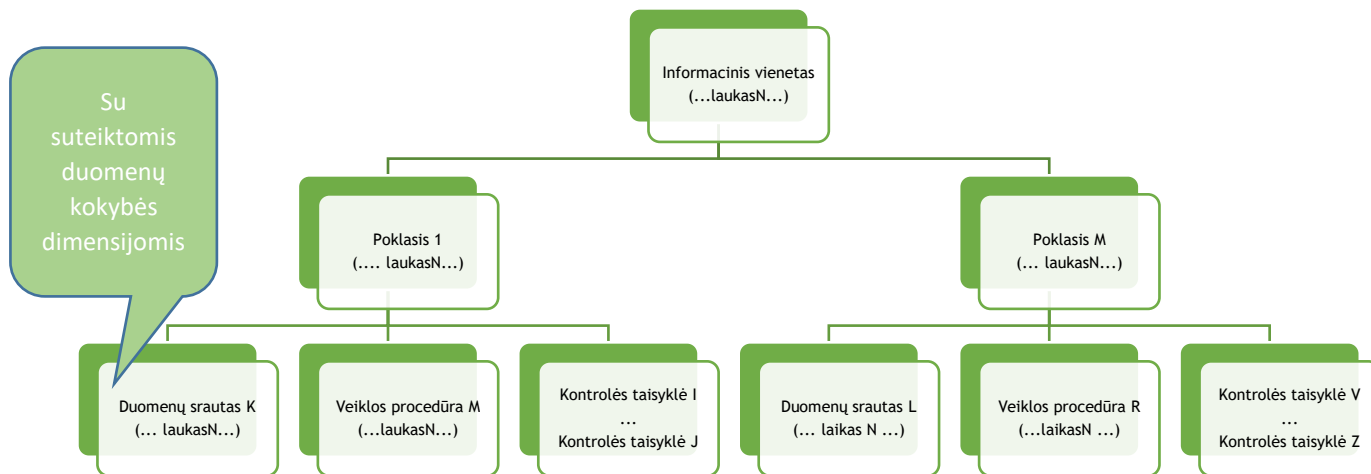 Informacinis vienetas
(...laukasN...)
Su
suteiktomis
duomenų
kokybės
dimensijomis
Poklasis 1
(.... laukasN...)
Poklasis M
(... laukasN...)
Duomenų srautas K
(... laukasN...)
Veiklos procedūra M
(...laukasN...)
Kontrolės taisyklė I
...
Kontrolės taisyklė J
Duomenų srautas L
(... laikas N ...)
Veiklos procedūra R
(...laikasN ...)
Kontrolės taisyklė V
...
Kontrolės taisyklė Z